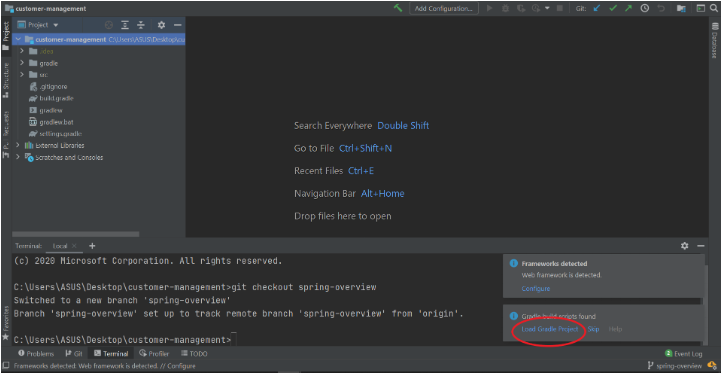 customer-management
Add Configuration...
Git:
Project
Project
customer-management C:\Users\ASUS\Desktop\cu
.idea
gradle
src
.gitignore
build.gradle
gradlew
gradlew.bat
settings.gradle
External Libraries
Scratches and Consoles
Structure
Requests
Favorites
Database
Search Everywhere Double Shift
Go to File Ctrl+Shift+N
Recent Files Ctrl+E
Navigation Bar Alt+Home
Drop files here to open
Terminal: Local × +
(c) 2020 Microsoft Corporation. All rights reserved.
C:\Users\ASUS\Desktop\customer-management>git checkout spring-overview
Switched to a new branch 'spring-overview'
Branch 'spring-overview' set up to track remote branch 'spring-overview' from 'origin'.
C:\Users\ASUS\Desktop\customer-management>
Frameworks detected
Web framework is detected.
Configure
Gradle build scripts found
Load Gradle Project Skip Help
Problems Git Terminal Profiler TODO
2 Event Log
Frameworks detected: Web framework is detected. // Configure
spring-overview